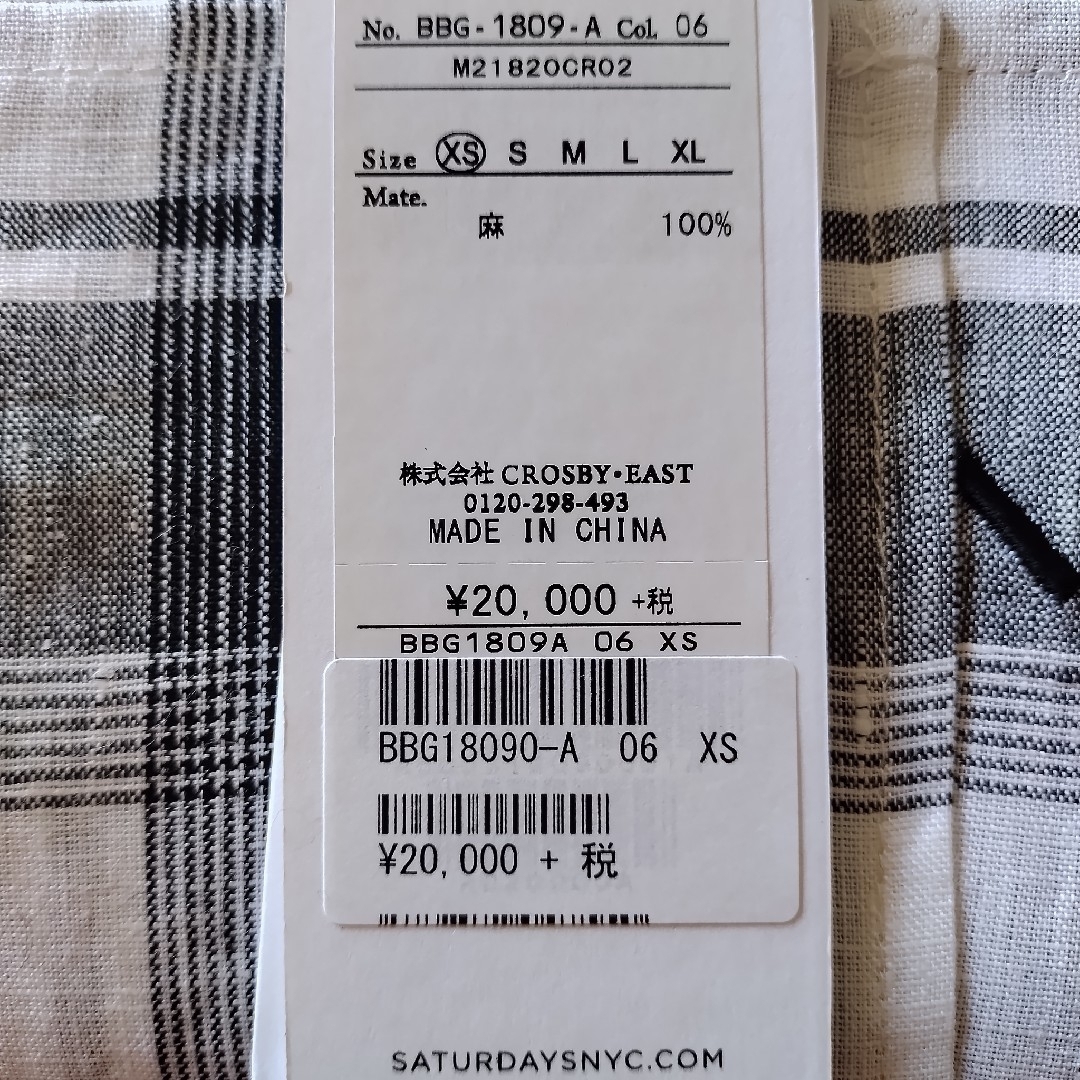 No. BBG-1809-A Col. 06
M21820CR02
Size XS S M L XL
Mate.
麻 100%
株式会社 CROSBY・EAST
0120-298-493
MADE IN CHINA
¥20,000 +税
BBG1809A 06 XS
BBG18090-A 06 XS
¥20,000 + 税
SATURDAYSNYC.COM